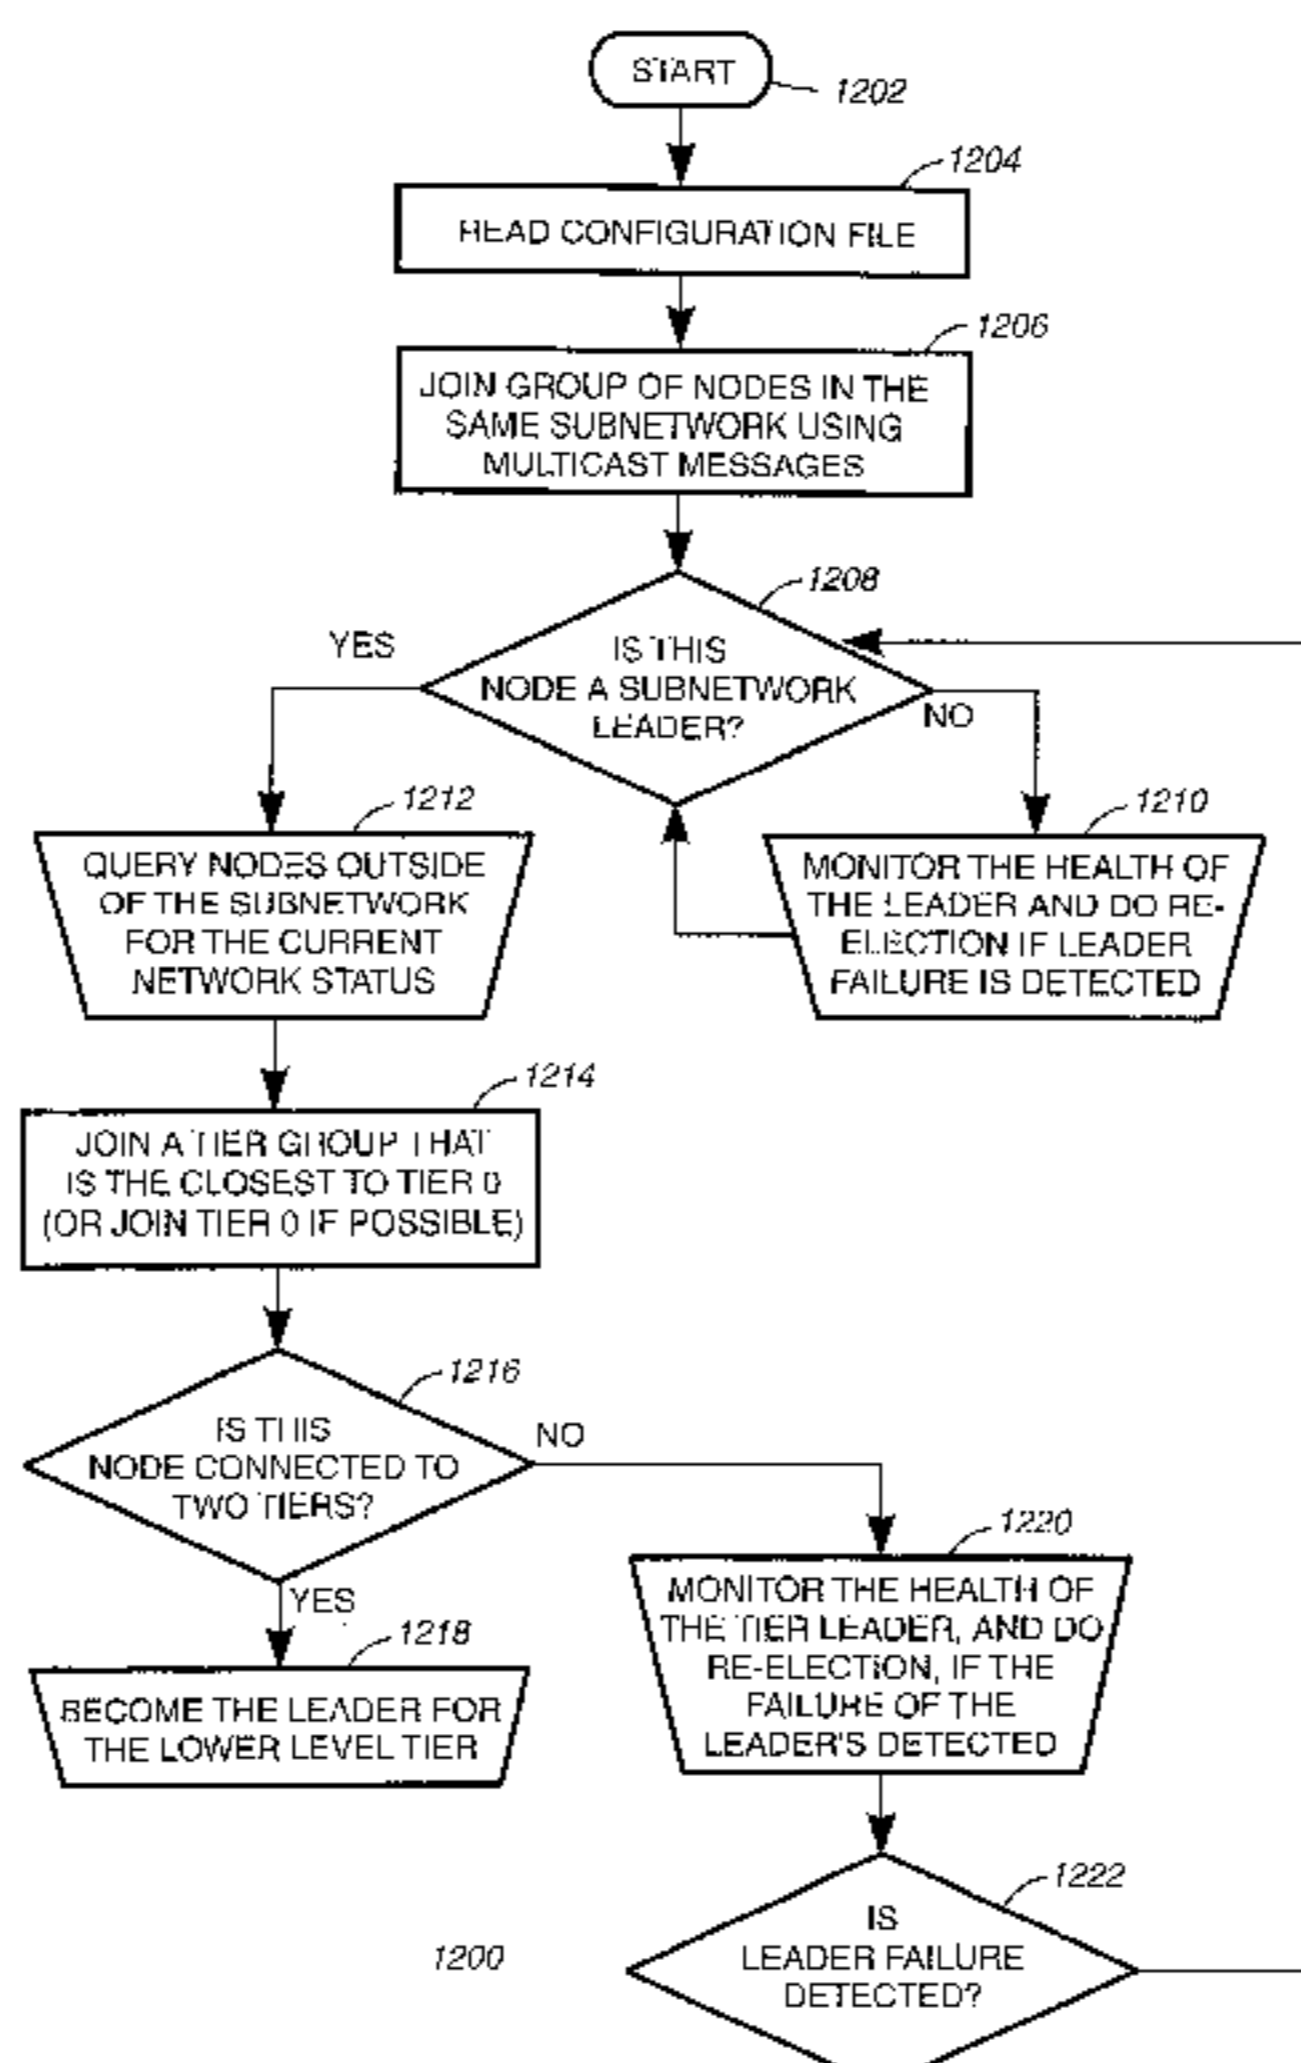 START
1202
1204
READ CONFIGURATION FILE
1206
JOIN GROUP OF NODES IN THE
SAME SUBNETWORK USING
MULTICAST MESSAGES
1208
YES
IS THIS
NODE A SUBNETWORK
LEADER?
NO
1212
QUERY NODES OUTSIDE
OF THE SUBNETWORK
FOR THE CURRENT
NETWORK STATUS
1210
MONITOR THE HEALTH OF
THE LEADER AND DO RE-
ELECTION IF LEADER
FAILURE IS DETECTED
1214
JOIN A TIER GROUP THAT
IS THE CLOSEST TO TIER 0
(OR JOIN TIER 0 IF POSSIBLE)
1216
IS THIS
NODE CONNECTED TO
TWO TIERS?
NO
YES
1218
BECOME THE LEADER FOR
THE LOWER LEVEL TIER
1220
MONITOR THE HEALTH OF
THE TIER LEADER, AND DO
RE-ELECTION, IF THE
FAILURE OF THE
LEADER'S DETECTED
1222
IS
LEADER FAILURE
DETECTED?
1200